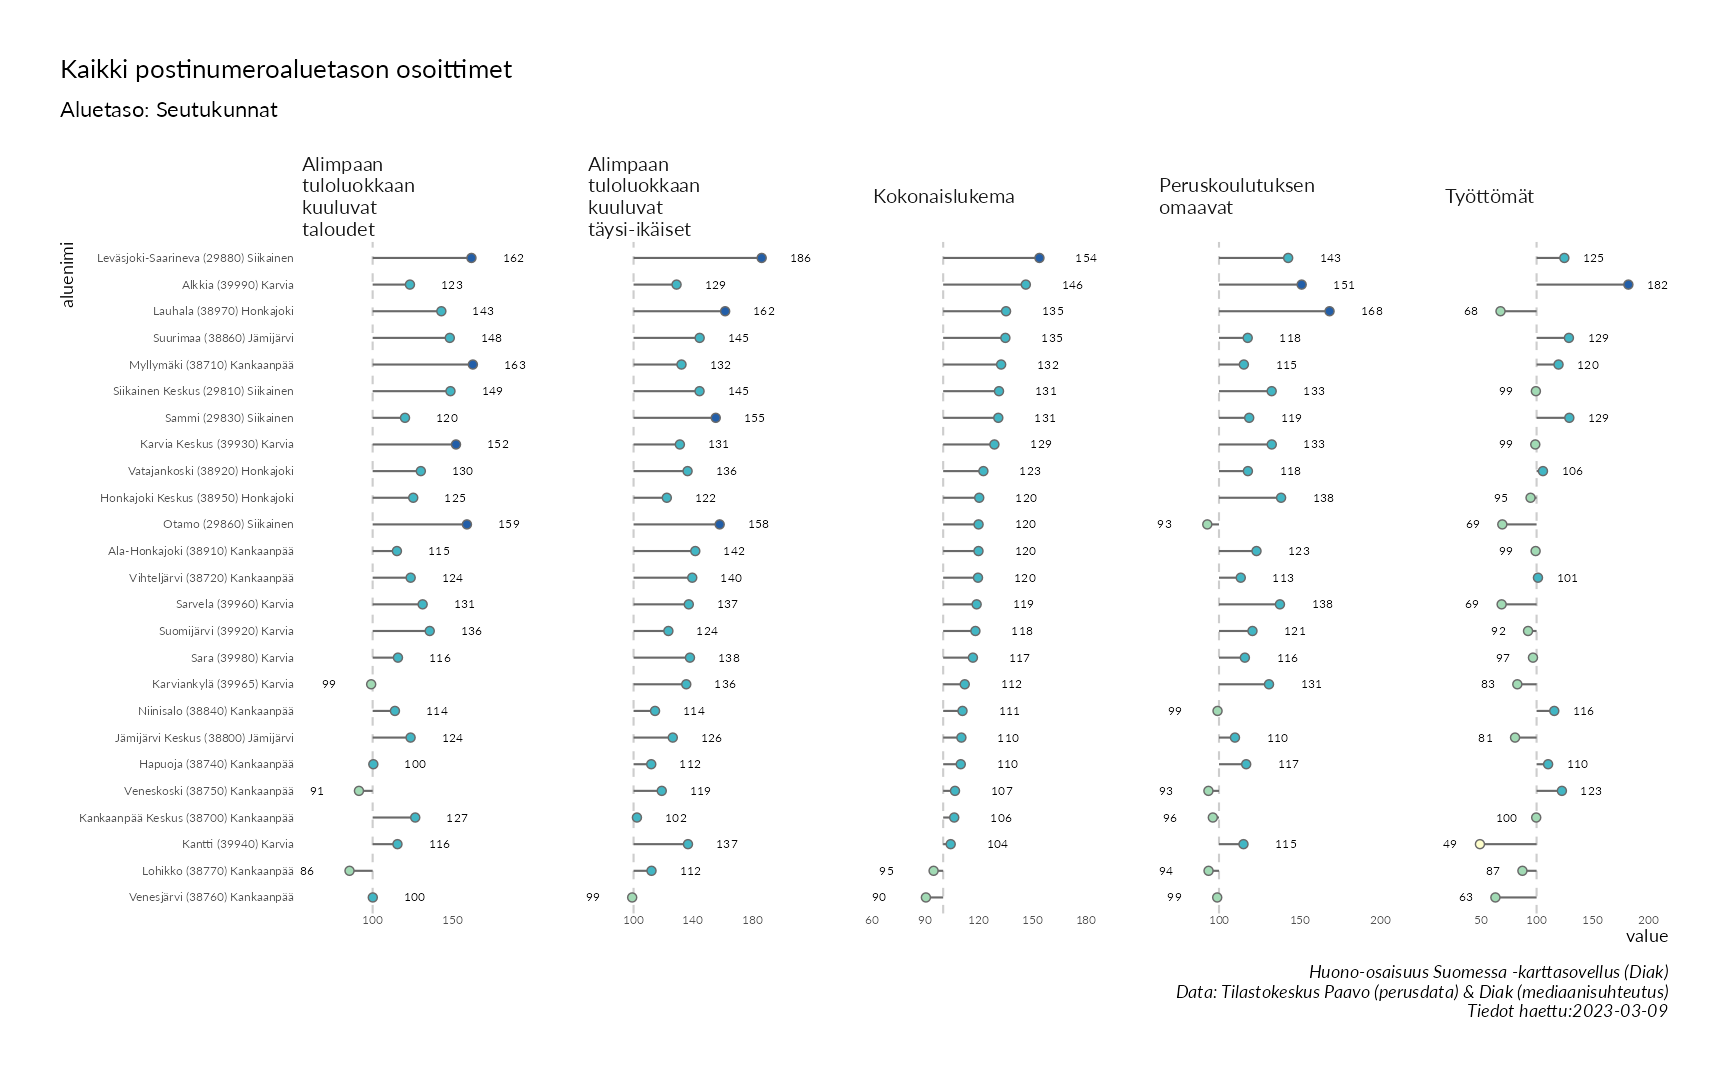 Kaikki postinumeroaluetason osoittimet
Aluetaso: Seutukunnat
Alimpaan
tuloluokkaan
kuuluvat
taloudet
Alimpaan
tuloluokkaan
kuuluvat
täysi-ikäiset
Kokonaislukema
Peruskoulutuksen
omaavat
Työttömät
aluenimi
Leväsjoki-Saarineva (29880) Siikainen 162 186 154 143 125
Alkkia (39990) Karvia 123 129 146 151 182
Lauhala (38970) Honkajoki 143 162 135 168 68
Suurimaa (38860) Jämijärvi 148 145 135 118 129
Myllymäki (38710) Kankaanpää 163 132 132 115 120
Siikainen Keskus (29810) Siikainen 149 145 131 133 99
Sammi (29830) Siikainen 120 155 131 119 129
Karvia Keskus (39930) Karvia 152 131 129 133 99
Vatajankoski (38920) Honkajoki 130 136 123 118 106
Honkajoki Keskus (38950) Honkajoki 125 122 120 138 95
Otamo (29860) Siikainen 159 158 120 93 69
Ala-Honkajoki (38910) Kankaanpää 115 142 120 123 99
Vihteljärvi (38720) Kankaanpää 124 140 120 113 101
Sarvela (39960) Karvia 131 137 119 138 69
Suomijärvi (39920) Karvia 136 124 118 121 92
Sara (39980) Karvia 116 138 117 116 97
Karviankylä (39965) Karvia 99 136 112 131 83
Niinisalo (38840) Kankaanpää 114 114 111 99 116
Jämijärvi Keskus (38800) Jämijärvi 124 126 110 110 81
Hapuoja (38740) Kankaanpää 100 112 110 117 110
Veneskoski (38750) Kankaanpää 91 119 107 93 123
Kankaanpää Keskus (38700) Kankaanpää 127 102 106 96 100
Kantti (39940) Karvia 116 137 104 115 49
Lohikko (38770) Kankaanpää 86 112 95 94 87
Venesjärvi (38760) Kankaanpää 100 99 90 99 63
100 150 100 140 180 60 90 120 150 180 100 150 200 50 100 150 200
value
Huono-osaisuus Suomessa -karttasovellus (Diak)
Data: Tilastokeskus Paavo (perusdata) & Diak (mediaanisuhteutus)
Tiedot haettu:2023-03-09